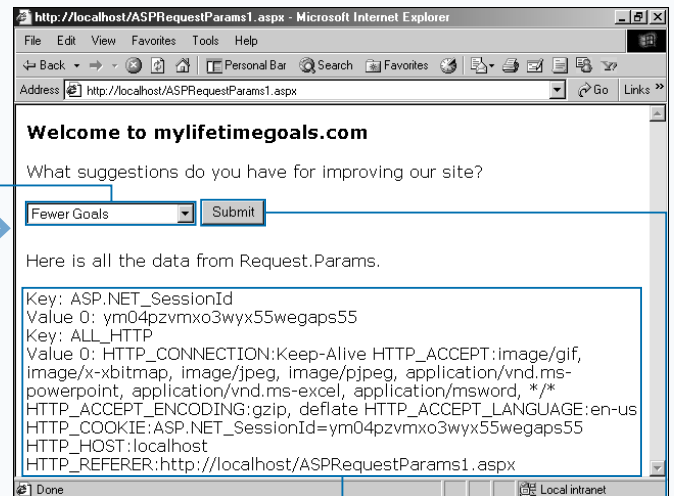 http://localhost/ASPRequestParams1.aspx - Microsoft Internet Explorer
File Edit View Favorites Tools Help
Back Personal Bar Search Favorites
Address http://localhost/ASPRequestParams1.aspx Go Links »
Welcome to mylifetimegoals.com
What suggestions do you have for improving our site?
Fewer Goals Submit
Here is all the data from Request.Params.
Key: ASP.NET_SessionId
Value 0: ym04pzvmxo3wyx55wegaps55
Key: ALL_HTTP
Value 0: HTTP_CONNECTION:Keep-Alive HTTP_ACCEPT:image/gif,
image/x-xbitmap, image/jpeg, image/pjpeg, application/vnd.ms-
powerpoint, application/vnd.ms-excel, application/msword, */*
HTTP_ACCEPT_ENCODING:gzip, deflate HTTP_ACCEPT_LANGUAGE:en-us
HTTP_COOKIE:ASP.NET_SessionId=ym04pzvmxo3wyx55wegaps55
HTTP_HOST:localhost
HTTP_REFERER:http://localhost/ASPRequestParams1.aspx
Done Local intranet